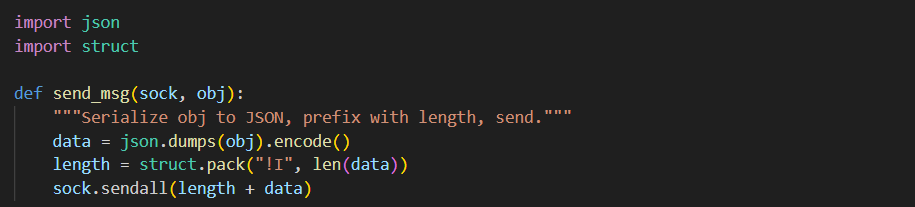 import json
import struct

def send_msg(sock, obj):
    """Serialize obj to JSON, prefix with length, send."""
    data = json.dumps(obj).encode()
    length = struct.pack("!I", len(data))
    sock.sendall(length + data)